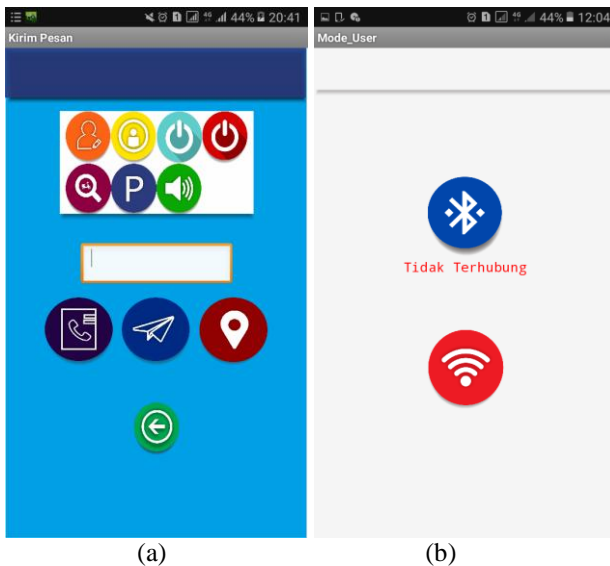 44% 20:41
Kirim Pesan
P
44% 12:04
Mode_User
Tidak Terhubung
(a)
(b)